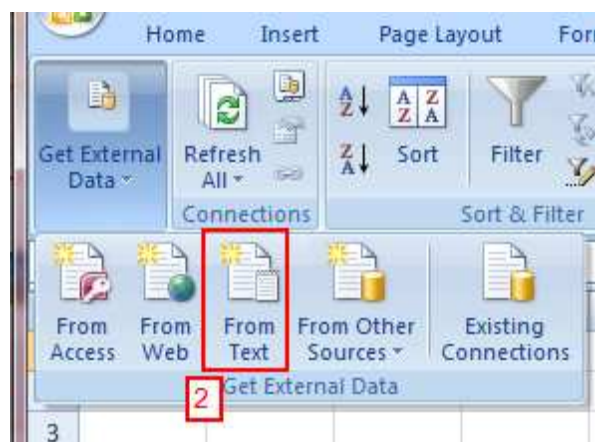 Home Insert Page Layout For
Get External
Data
Refresh
All
A
Z
Z
A
A Z
Z A
Sort
Filter
Connections
Sort & Filter
From
Access
From
Web
From
Text
From Other
Sources
Existing
Connections
2
Get External Data
3